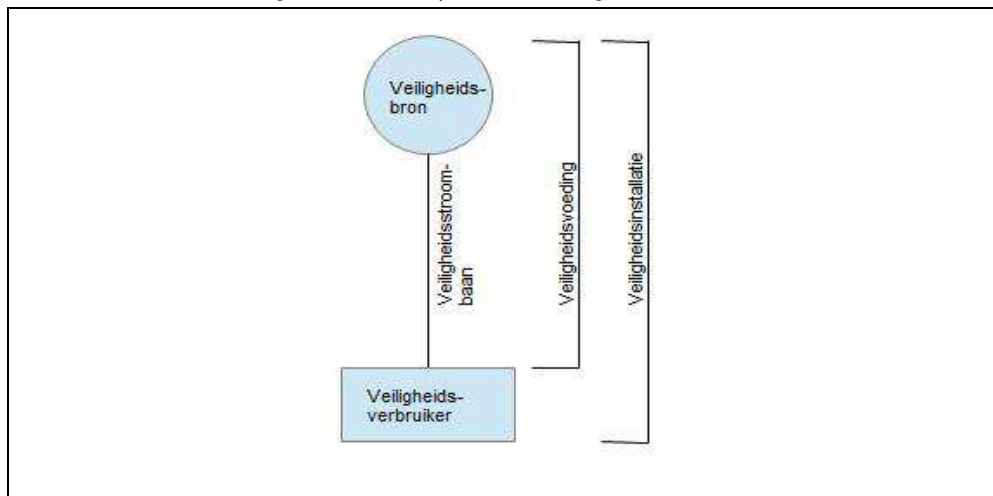 Veiligheids-
bron
Veiligheidsstroom-
baan
Veiligheidsvoeding
Veiligheidsinstallatie
Veiligheids-
verbruiker